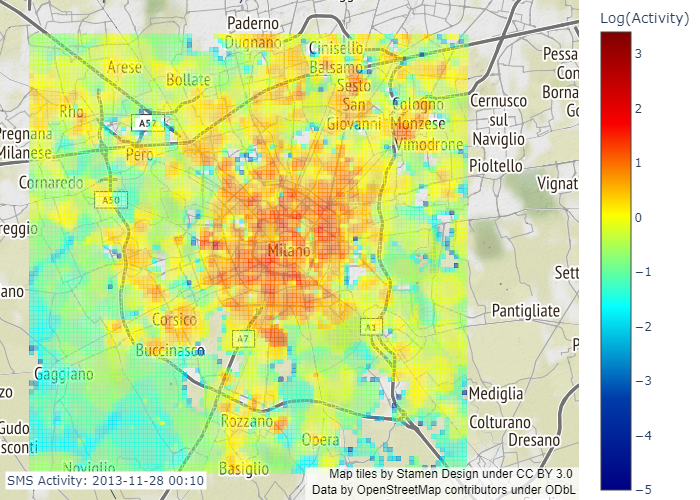 Log(Activity)
Paderno
Dugnano
Cinisello
Balsamo
Arese
Bollate
Sesto
San
Giovanni
Rho
A52
Cologno
Monzese
Vimodrone
Cernusco
sul
Naviglio
Pioltello
Pessa
Con
Borna
Go
Pregnana
Milanese
Pero
Cornaredo
A50
Vignat
reggio
Milano
Sett
ano
Corsico
A7
A1
Pantigliate
Buccinasco
P
Gaggiano
zo
Mediglia
Rozzano
Colturano
Dresano
Gudo
sconti
Opera
Noviglio
Basiglio
3
2
1
0
−1
−2
−3
−4
−5
SMS Activity: 2013-11-28 00:10
Map tiles by Stamen Design under CC BY 3.0
Data by OpenStreetMap contributors under ODbL